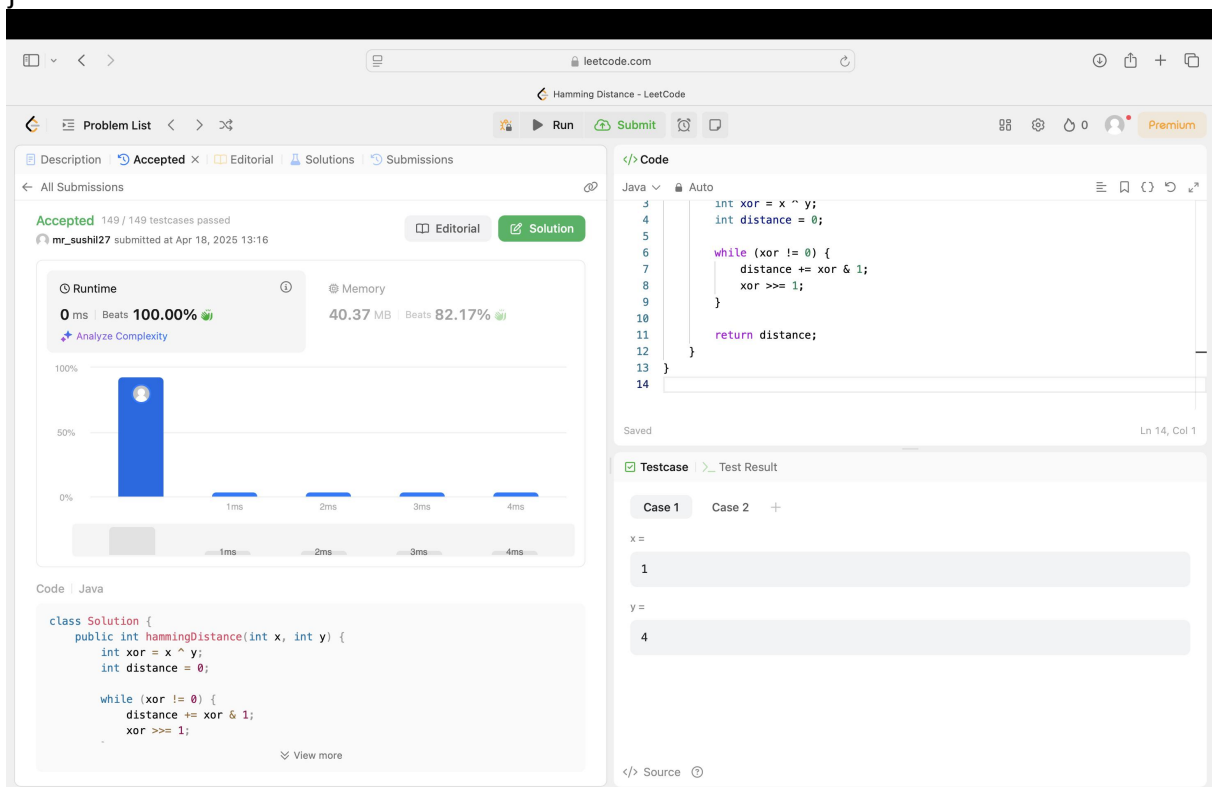 }
leetcode.com
Hamming Distance - LeetCode
Problem List
Run
Submit
0
Premium
Description
Accepted
Editorial
Solutions
Submissions
All Submissions
Accepted 149 / 149 testcases passed
mr_sushil27 submitted at Apr 18, 2025 13:16
Editorial
Solution
Runtime
0 ms Beats 100.00%
Analyze Complexity
Memory
40.37 MB Beats 82.17%
100%
50%
0%
1ms 2ms 3ms 4ms
1ms 2ms 3ms 4ms
Code | Java
class Solution {
public int hammingDistance(int x, int y) {
int xor = x ^ y;
int distance = 0;
while (xor != 0) {
distance += xor & 1;
xor >>= 1;
View more
</> Code
Java Auto
3 int xor = x ^ y;
4 int distance = 0;
5
6 while (xor != 0) {
7 distance += xor & 1;
8 xor >>= 1;
9 }
10
11 return distance;
12 }
13 }
14
Saved Ln 14, Col 1
Testcase >_ Test Result
Case 1 Case 2 +
x =
1
y =
4
</> Source